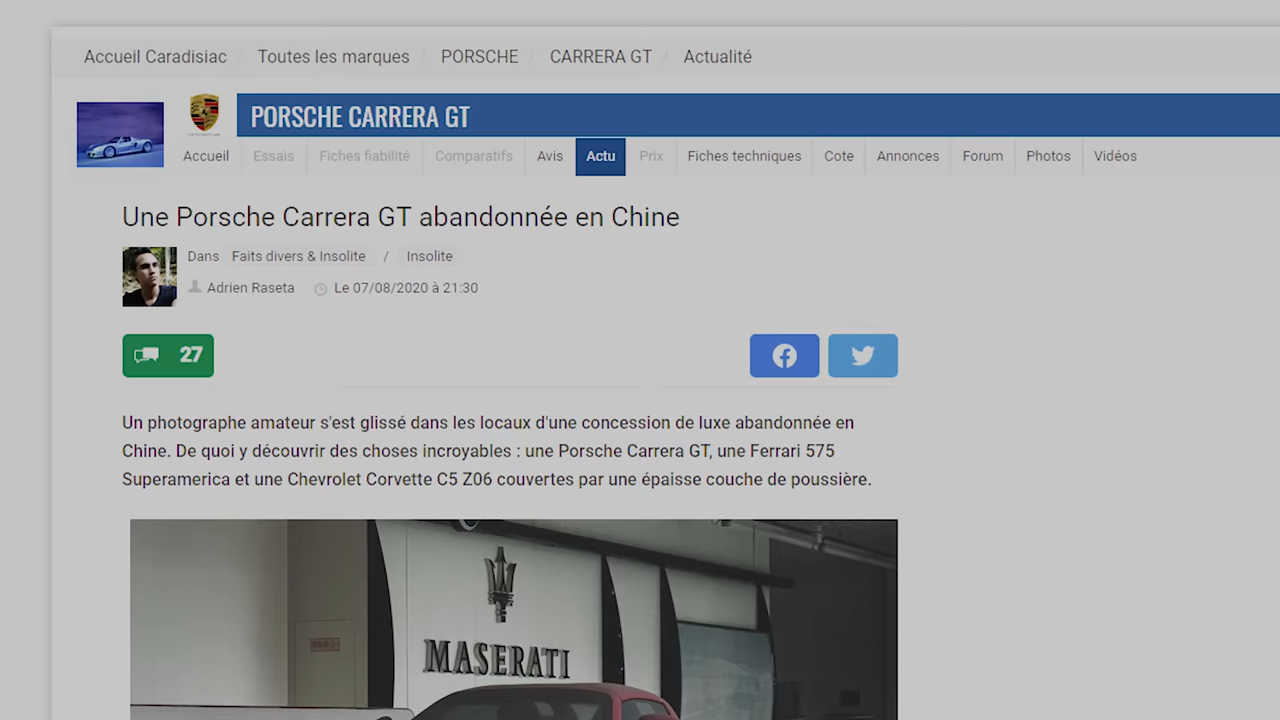 Accueil Caradisiac / Toutes les marques / PORSCHE / CARRERA GT / Actualité
PORSCHE CARRERA GT
Accueil Essais Fiches fiabilité Comparatifs Avis Actu Prix Fiches techniques Cote Annonces Forum Photos Vidéos
Une Porsche Carrera GT abandonnée en Chine
Dans Faits divers & Insolite / Insolite
Adrien Raseta Le 07/08/2020 à 21:30
27
Un photographe amateur s'est glissé dans les locaux d'une concession de luxe abandonnée en
Chine. De quoi y découvrir des choses incroyables : une Porsche Carrera GT, une Ferrari 575
Superamerica et une Chevrolet Corvette C5 Z06 couvertes par une épaisse couche de poussière.
MASERATI